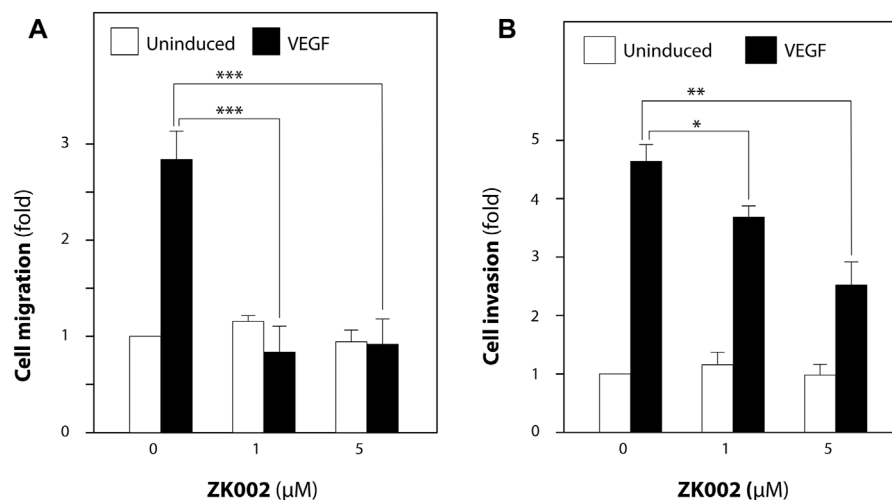 A
Uninduced VEGF
***
***
3
2
1
0
Cell migration (fold)
0 1 5
ZK002 (μM)
B
Uninduced VEGF
**
*
5
4
3
2
1
0
Cell invasion (fold)
0 1 5
ZK002 (μM)